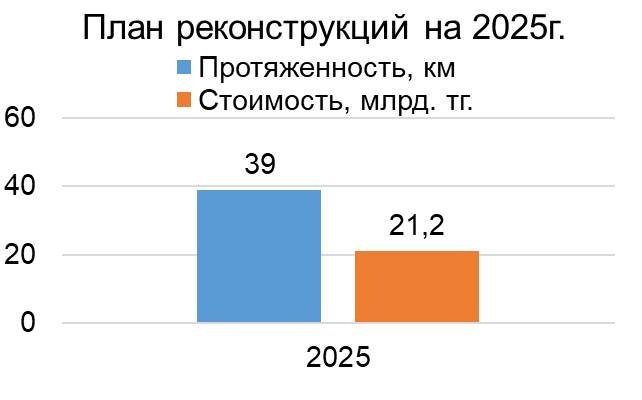 План реконструкций на 2025г.
Протяженность, км
Стоимость, млрд. тг.
60
40
20
0
39
21,2
2025